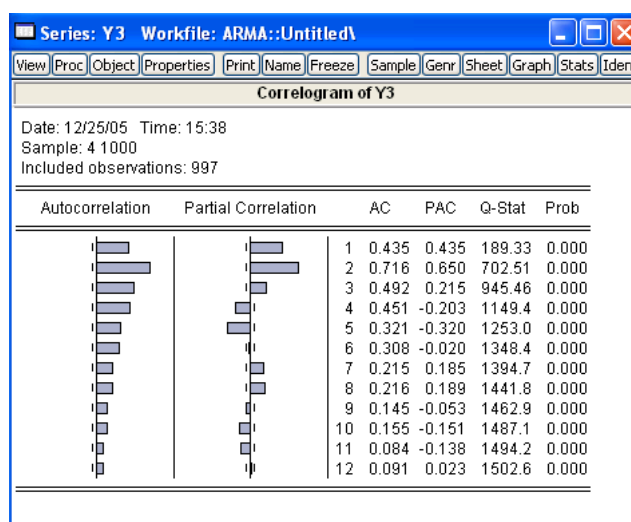 Series: Y3 Workfile: ARMA::Untitled\
View Proc Object Properties Print Name Freeze Sample Genr Sheet Graph Stats Iden
Correlogram of Y3
Date: 12/25/05 Time: 15:38
Sample: 4 1000
Included observations: 997
Autocorrelation Partial Correlation AC PAC Q-Stat Prob
1 0.435 0.435 189.33 0.000
2 0.716 0.650 702.51 0.000
3 0.492 0.215 945.46 0.000
4 0.451 -0.203 1149.4 0.000
5 0.321 -0.320 1253.0 0.000
6 0.308 -0.020 1348.4 0.000
7 0.215 0.185 1394.7 0.000
8 0.216 0.189 1441.8 0.000
9 0.145 -0.053 1462.9 0.000
10 0.155 -0.151 1487.1 0.000
11 0.084 -0.138 1494.2 0.000
12 0.091 0.023 1502.6 0.000